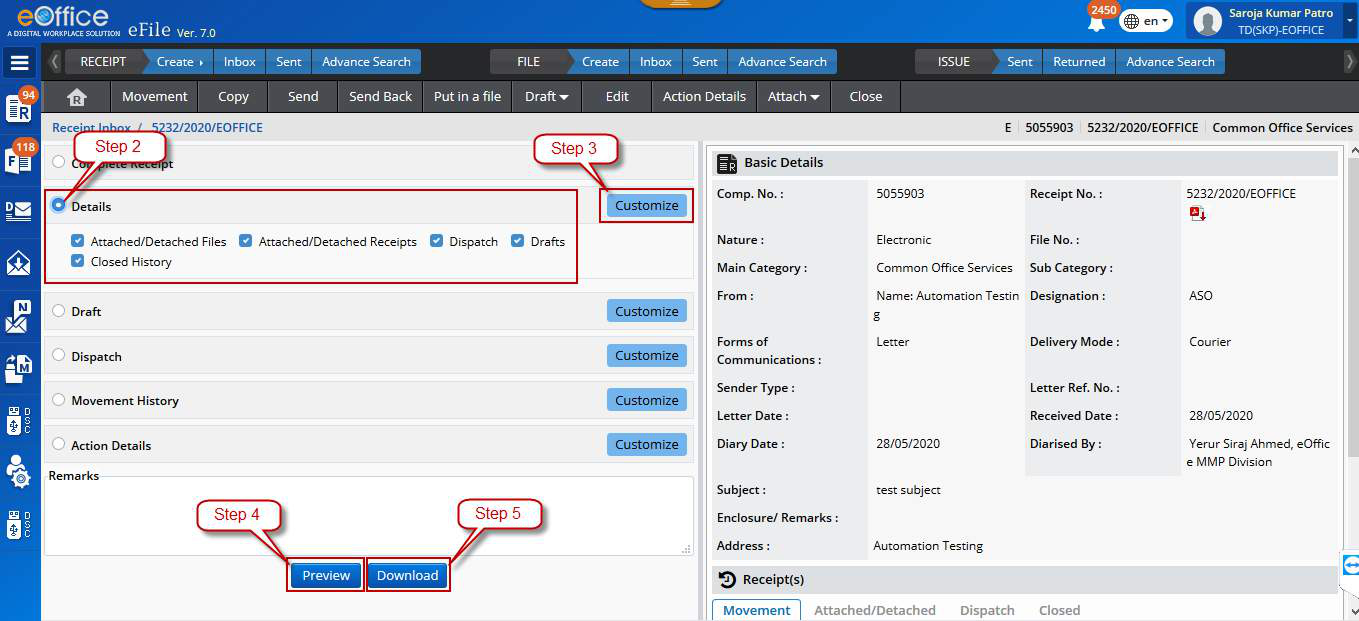 eOffice
A DIGITAL WORKPLACE SOLUTION
eFile Ver. 7.0
2450
en
Saroja Kumar Patro
TD(SKP)-EOFFICE
RECEIPT Create Inbox Sent Advance Search
FILE Create Inbox Sent Advance Search
ISSUE Sent Returned Advance Search
94
R
118
F
D
N
M
DSC
DSC
R Movement Copy Send Send Back Put in a file Draft Edit Action Details Attach Close
Receipt Inbox / 5232/2020/EOFFICE
E 5055903 5232/2020/EOFFICE Common Office Services
Step 2
Step 3
Complete Receipt
Details Customize
Attached/Detached Files Attached/Detached Receipts Dispatch Drafts
Closed History
Draft Customize
Dispatch Customize
Movement History Customize
Action Details Customize
Remarks
Step 4
Step 5
Preview Download
R Basic Details
Comp. No. : 5055903 Receipt No. : 5232/2020/EOFFICE
Nature : Electronic File No. :
Main Category : Common Office Services Sub Category :
From : Name: Automation Testin Designation : ASO
g
Forms of Letter Delivery Mode : Courier
Communications :
Sender Type : Letter Ref. No. :
Letter Date : Received Date : 28/05/2020
Diary Date : 28/05/2020 Diarised By : Yerur Siraj Ahmed, eOffic
e MMP Division
Subject : test subject
Enclosure/ Remarks :
Address : Automation Testing
Receipt(s)
Movement Attached/Detached Dispatch Closed